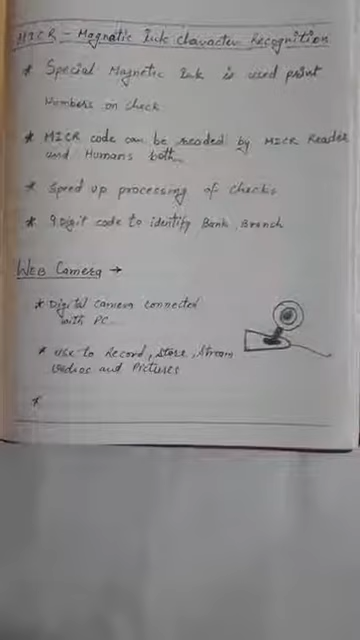 MICR - Magnatic Ink Character Recognition
* Special Magnetic Ink is used print
Numbers on check
* MICR code can be readed by MICR Reader
and Humans both.
* Speed up processing of checks
* 9 Digit code to identify Bank, Branch
WEB Camera →
* Digital camera connected
with PC.
* Use to Record, Store, Stream
Vedios and Pictures
*